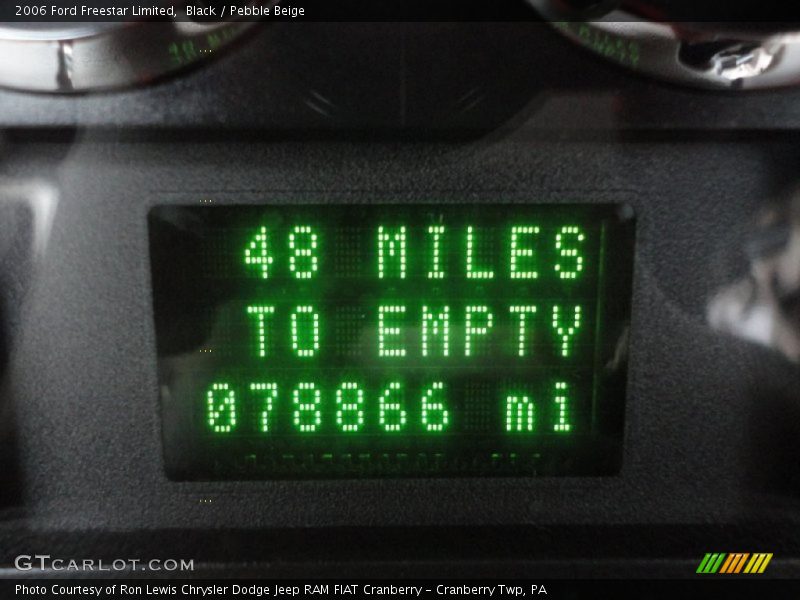 2006 Ford Freestar Limited,  Black / Pebble Beige
48 MILES
TO EMPTY
078866 mi
GTCARLOT.COM
Photo Courtesy of Ron Lewis Chrysler Dodge Jeep RAM FIAT Cranberry – Cranberry Twp, PA